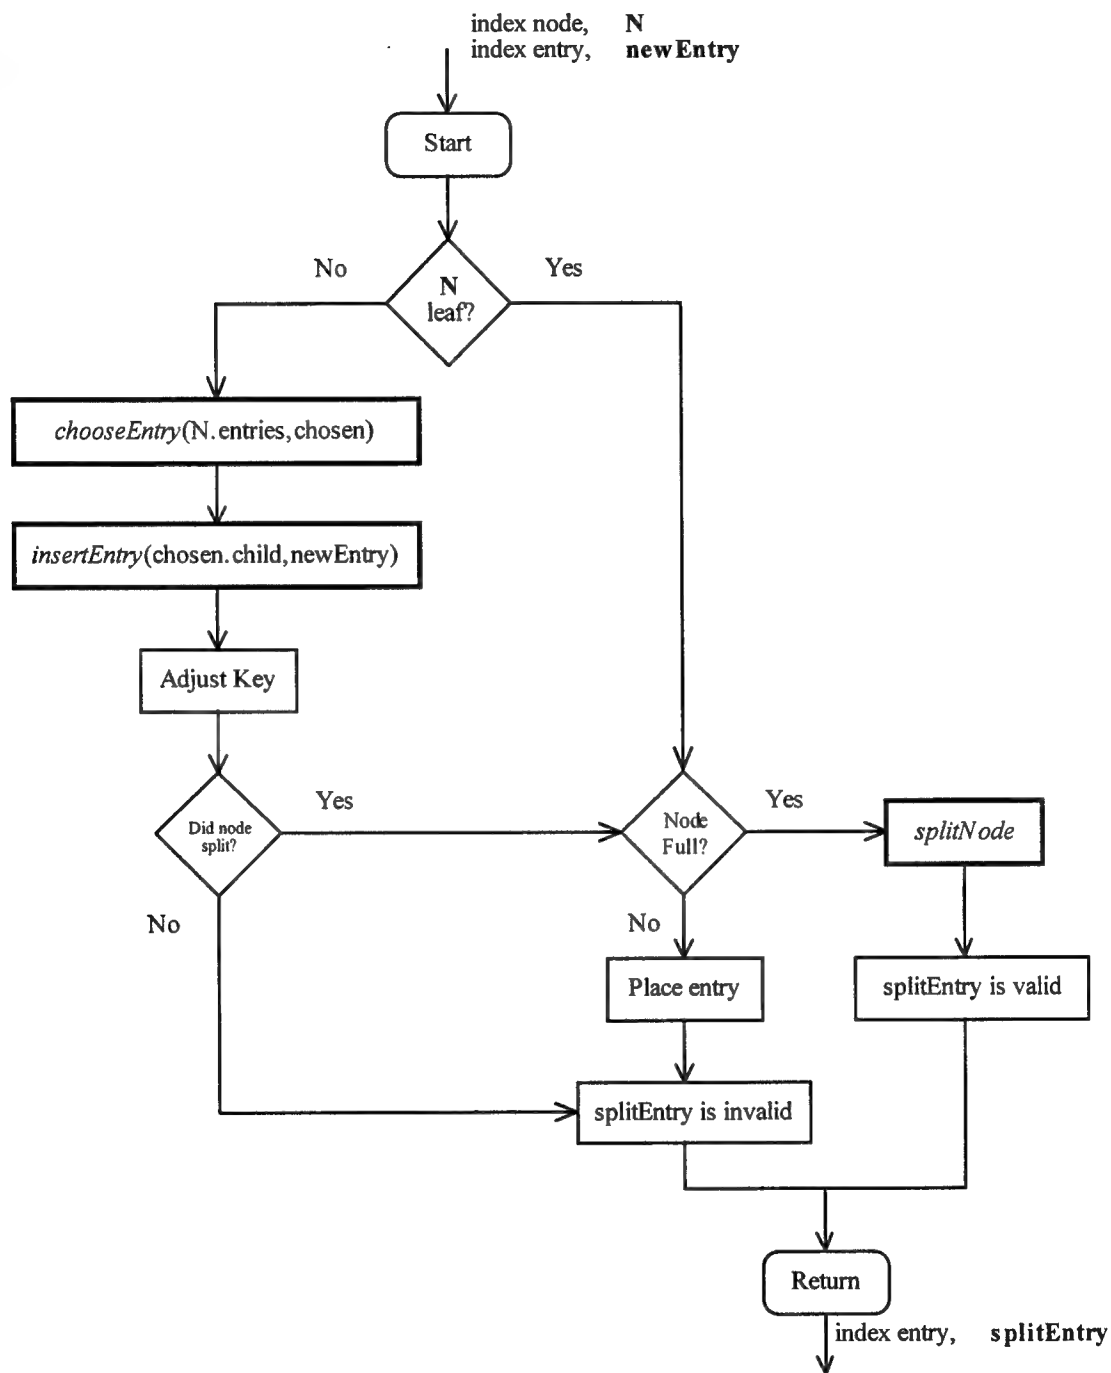 index node, N
index entry, newEntry
Start
No
Yes
N
leaf?
chooseEntry(N.entries,chosen)
insertEntry(chosen.child,newEntry)
Adjust Key
Did node
split?
Yes
No
Node
Full?
Yes
No
splitNode
Place entry
splitEntry is valid
splitEntry is invalid
Return
index entry, splitEntry